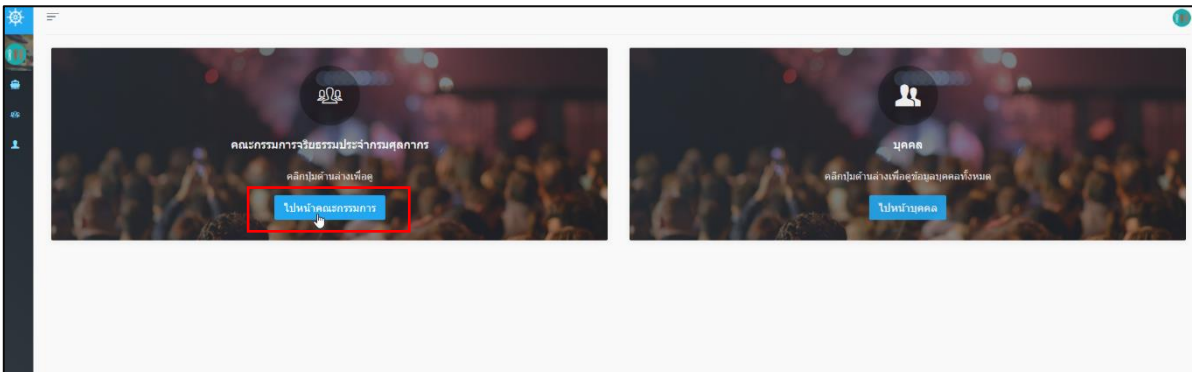 คณะกรรมการจริยธรรมประจำกรมศุลกากร
คลิกปุ่มด้านล่างเพื่อดู
ไปหน้าคณะกรรมการ
บุคคล
คลิกปุ่มด้านล่างเพื่อดูข้อมูลบุคคลทั้งหมด
ไปหน้าบุคคล